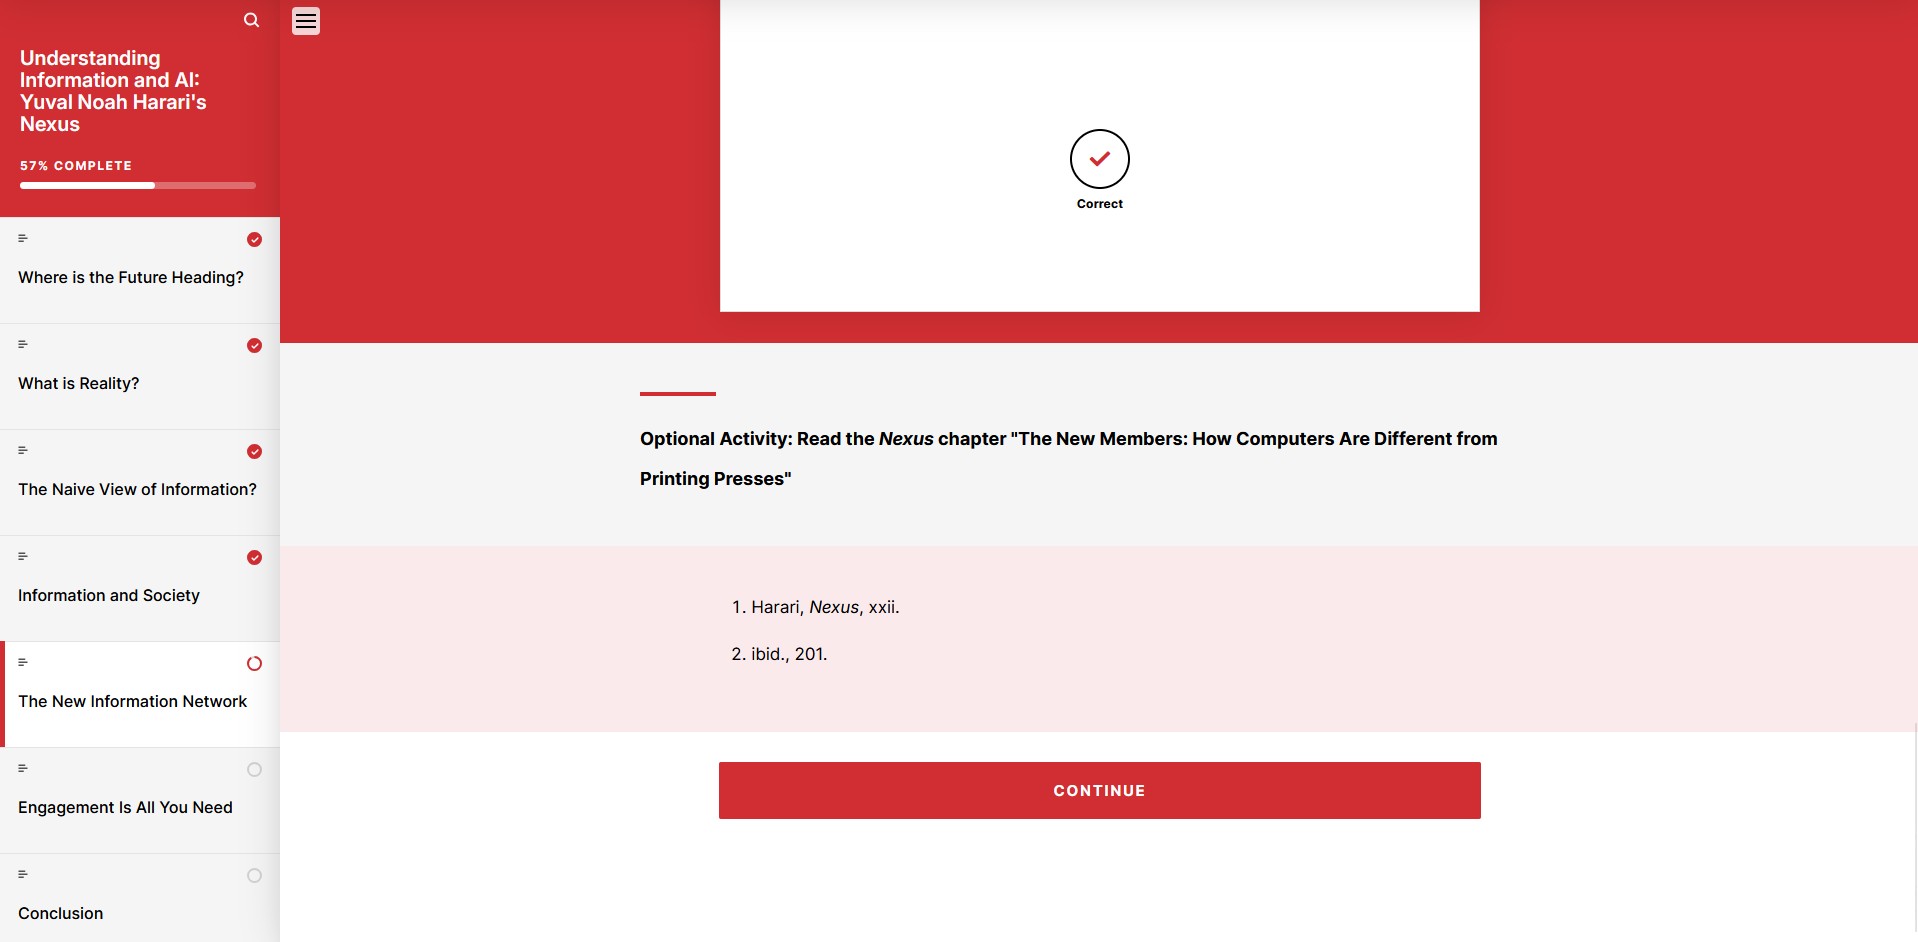 Understanding
Information and AI:
Yuval Noah Harari's
Nexus
57% COMPLETE
Where is the Future Heading?
What is Reality?
The Naive View of Information?
Information and Society
The New Information Network
Engagement Is All You Need
Conclusion
Correct
Optional Activity: Read the Nexus chapter "The New Members: How Computers Are Different from
Printing Presses"
1. Harari, Nexus, xxii.
2. ibid., 201.
CONTINUE